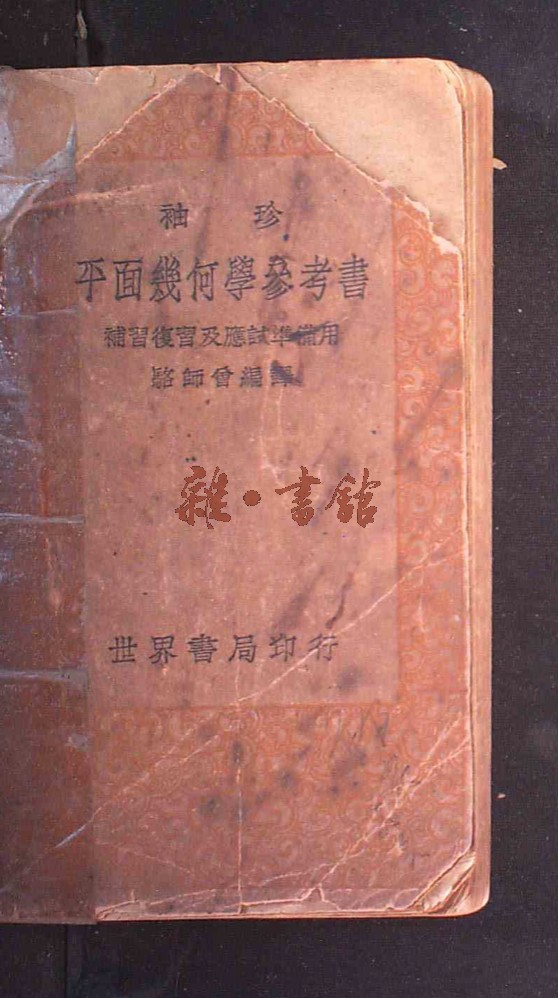 袖珍
平面幾何學參考書
補習復習及應試準備用
駱師曾編譯
雜·書館
世界書局印行